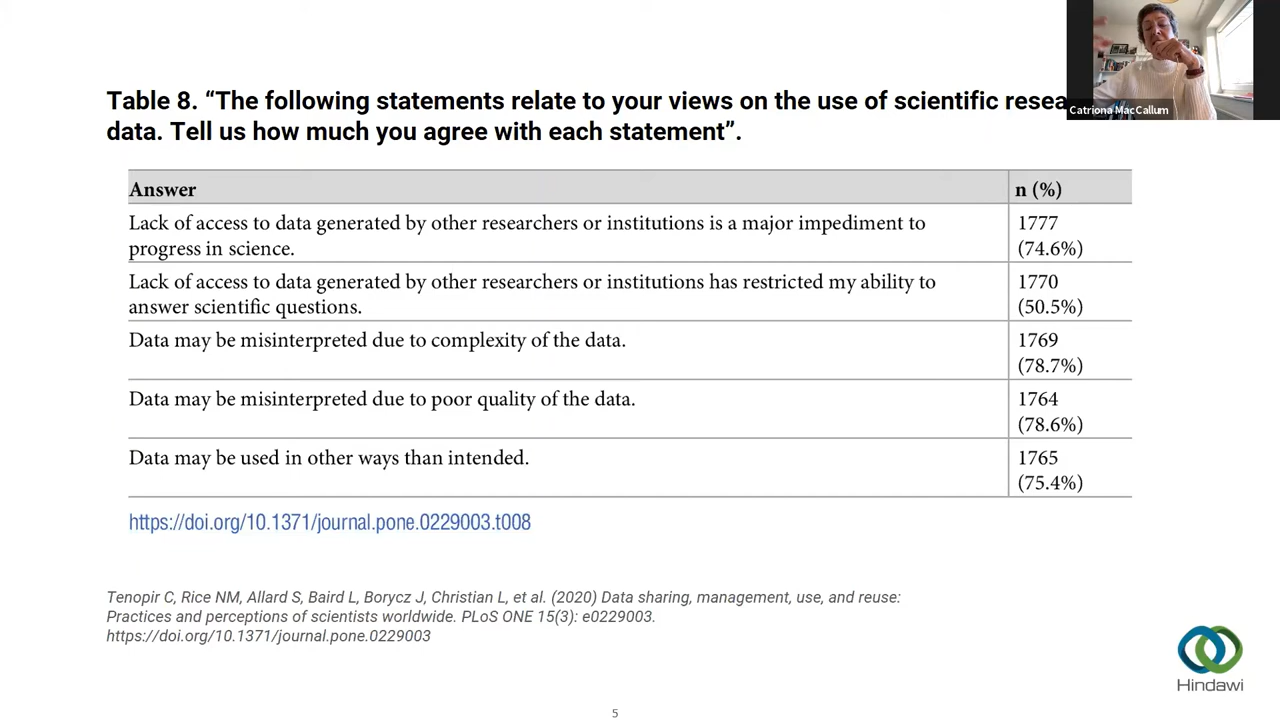 Table 8. “The following statements relate to your views on the use of scientific resea
data. Tell us how much you agree with each statement”.
Catriona MacCallum
Answer n (%)
Lack of access to data generated by other researchers or institutions is a major impediment to 1777
progress in science. (74.6%)
Lack of access to data generated by other researchers or institutions has restricted my ability to 1770
answer scientific questions. (50.5%)
Data may be misinterpreted due to complexity of the data. 1769
(78.7%)
Data may be misinterpreted due to poor quality of the data. 1764
(78.6%)
Data may be used in other ways than intended. 1765
(75.4%)
https://doi.org/10.1371/journal.pone.0229003.t008
Tenopir C, Rice NM, Allard S, Baird L, Borycz J, Christian L, et al. (2020) Data sharing, management, use, and reuse:
Practices and perceptions of scientists worldwide. PLoS ONE 15(3): e0229003.
https://doi.org/10.1371/journal.pone.0229003
Hindawi
5